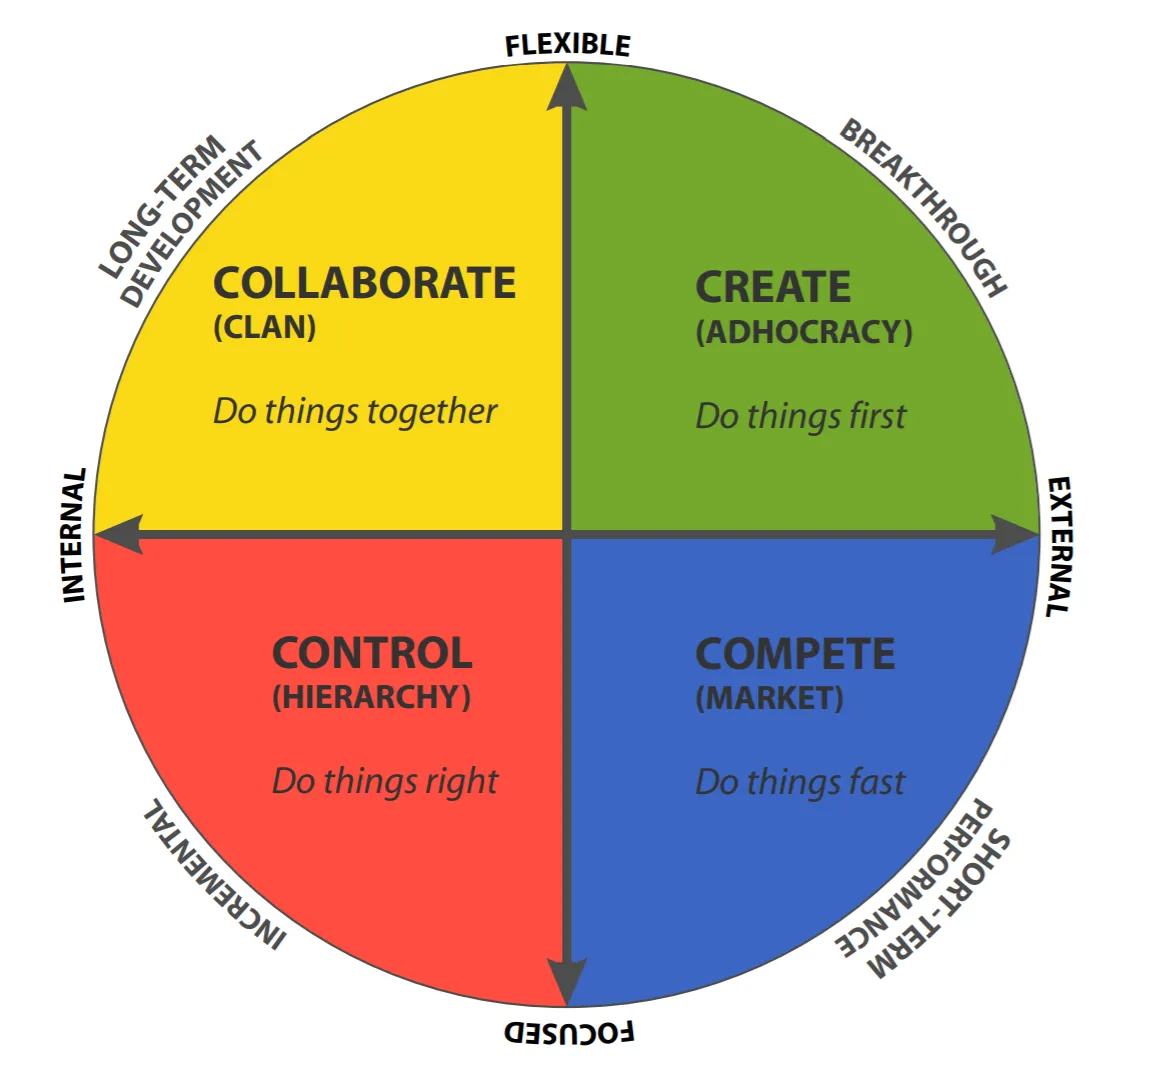 FLEXIBLE
LONG-TERM
DEVELOPMENT
BREAKTHROUGH
COLLABORATE
(CLAN)
Do things together
CREATE
(ADHOCRACY)
Do things first
INTERNAL
EXTERNAL
CONTROL
(HIERARCHY)
Do things right
COMPETE
(MARKET)
Do things fast
INCREMENTAL
SHORT-TERM
PERFORMANCE
FOCUSED